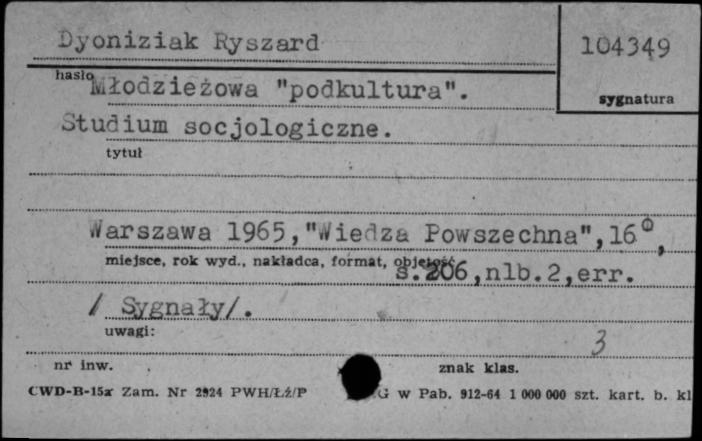 Dyoniziak Ryszard
104349
hasło
Młodzieżowa "podkultura".
sygnatura
Studium socjologiczne.
tytuł
Warszawa 1965,"Wiedza Powszechna",16°,
miejsce, rok wyd., nakładca, format, objętość
s.206,nlb.2,err.
/ Sygnały/.
uwagi:
3
nr inw.
znak klas.
CWD-B-15a Zam. Nr 2924 PWH/Łź/P G w Pab. 912-64 1 000 000 szt. kart. b. kl